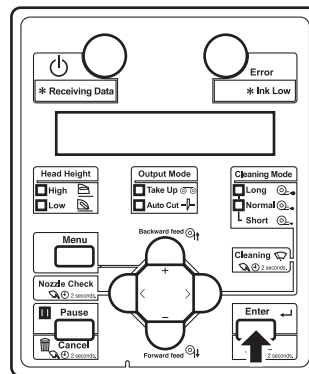 Error
* Receiving Data
* Ink Low
Head Height
High
Low
Output Mode
Take Up
Auto Cut
Cleaning Mode
Long
Normal
Short
Menu
Backward feed
Cleaning
2 seconds.
Nozzle Check
2 seconds.
+
< >
−
Pause
Cancel
2 seconds.
Forward feed
Enter
2 seconds.